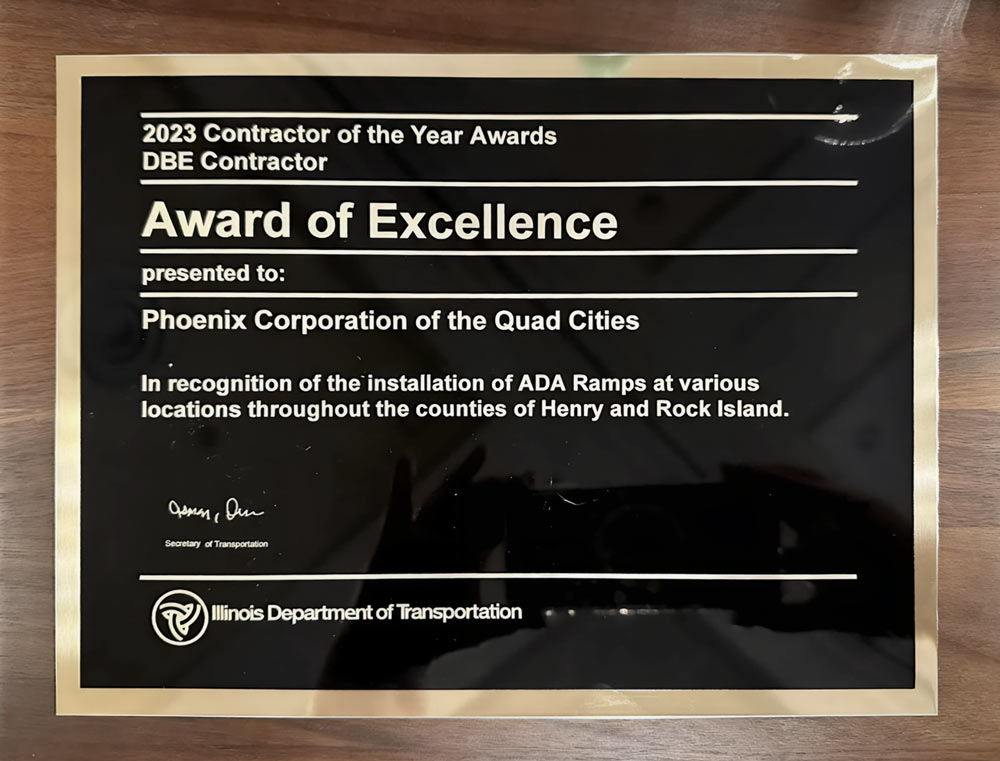 2023 Contractor of the Year Awards
DBE Contractor
Award of Excellence
presented to:
Phoenix Corporation of the Quad Cities
In recognition of the installation of ADA Ramps at various
locations throughout the counties of Henry and Rock Island.
Secretary of Transportation
Illinois Department of Transportation